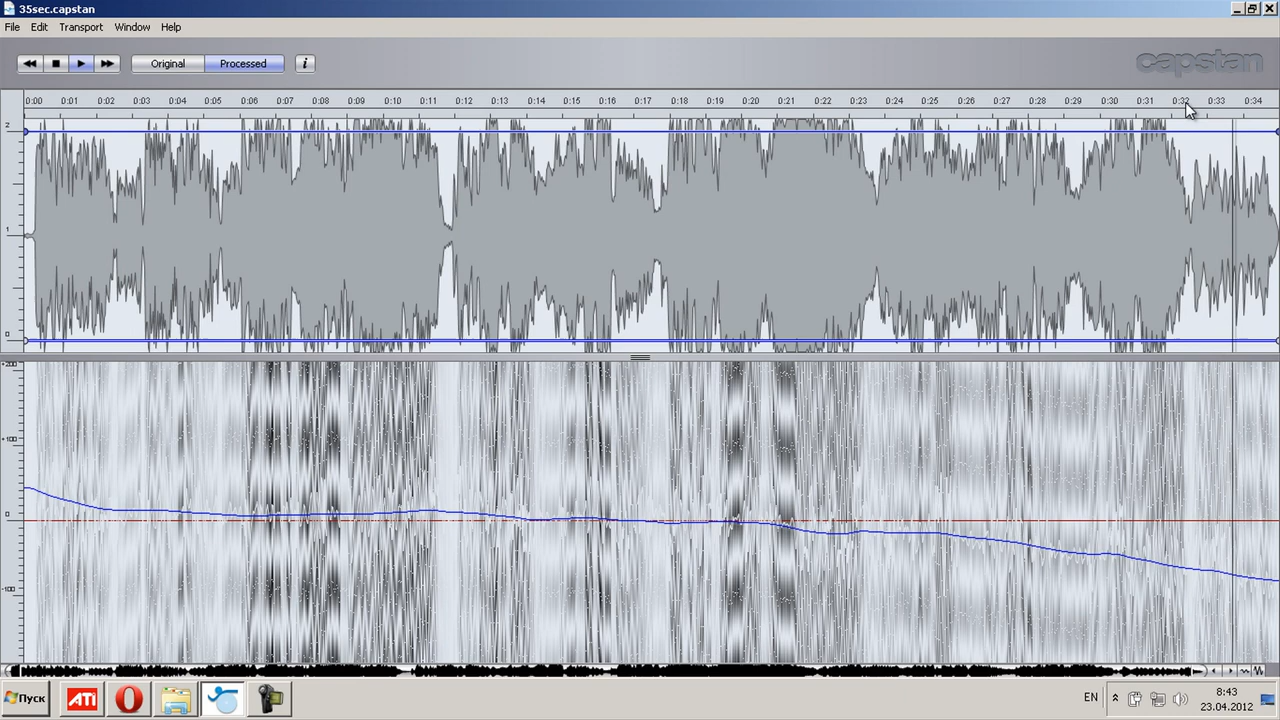 35sec.capstan
File Edit Transport Window Help
Original Processed i
capstan
0:00 0:01 0:02 0:03 0:04 0:05 0:06 0:07 0:08 0:09 0:10 0:11 0:12 0:13 0:14 0:15 0:16 0:17 0:18 0:19 0:20 0:21 0:22 0:23 0:24 0:25 0:26 0:27 0:28 0:29 0:30 0:31 0:32 0:33 0:34
2
1
0
+200
+100
0
-100
Пуск ATI EN 8:43
23.04.2012